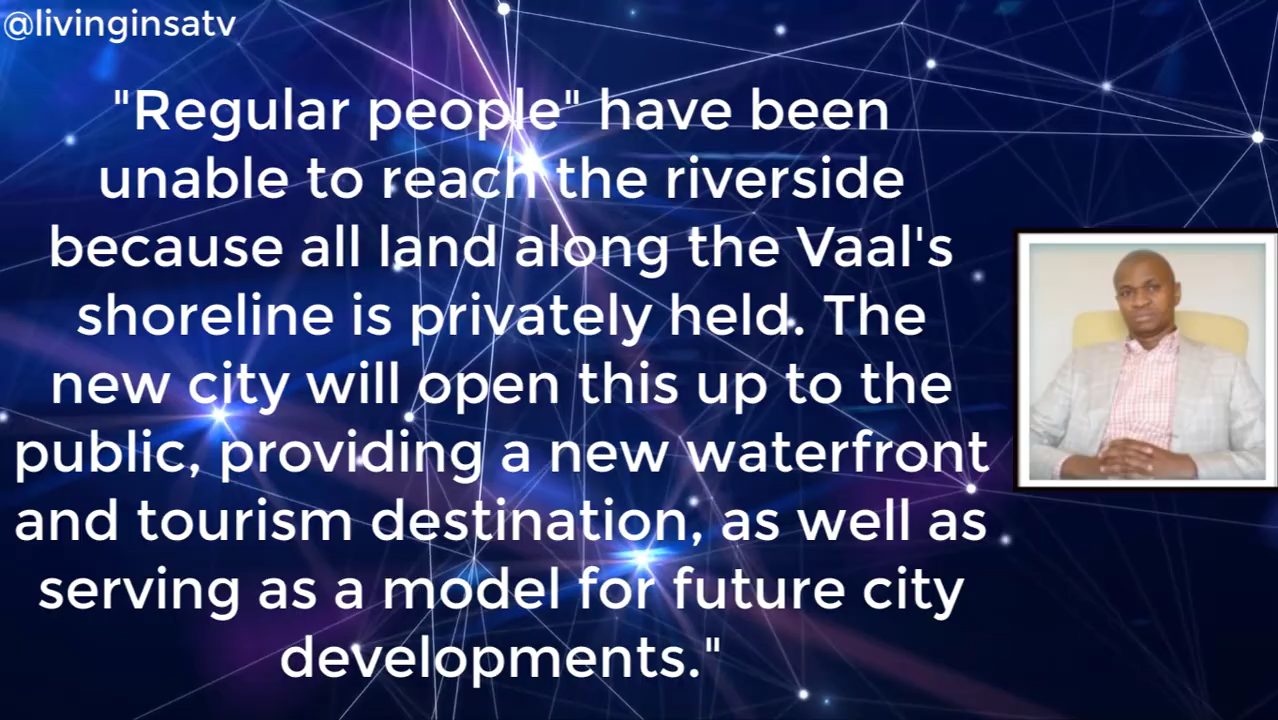 @livinginsatv
"Regular people" have been
unable to reach the riverside
because all land along the Vaal's
shoreline is privately held. The
new city will open this up to the
public, providing a new waterfront
and tourism destination, as well as
serving as a model for future city
developments."